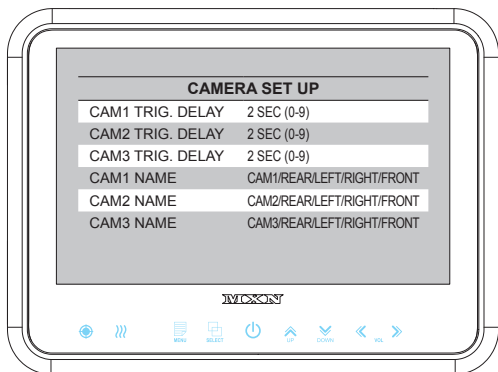 CAMERA SET UP
CAM1 TRIG. DELAY 2 SEC (0-9)
CAM2 TRIG. DELAY 2 SEC (0-9)
CAM3 TRIG. DELAY 2 SEC (0-9)
CAM1 NAME CAM1/REAR/LEFT/RIGHT/FRONT
CAM2 NAME CAM2/REAR/LEFT/RIGHT/FRONT
CAM3 NAME CAM3/REAR/LEFT/RIGHT/FRONT
MXN
MENU SELECT UP DOWN VOL